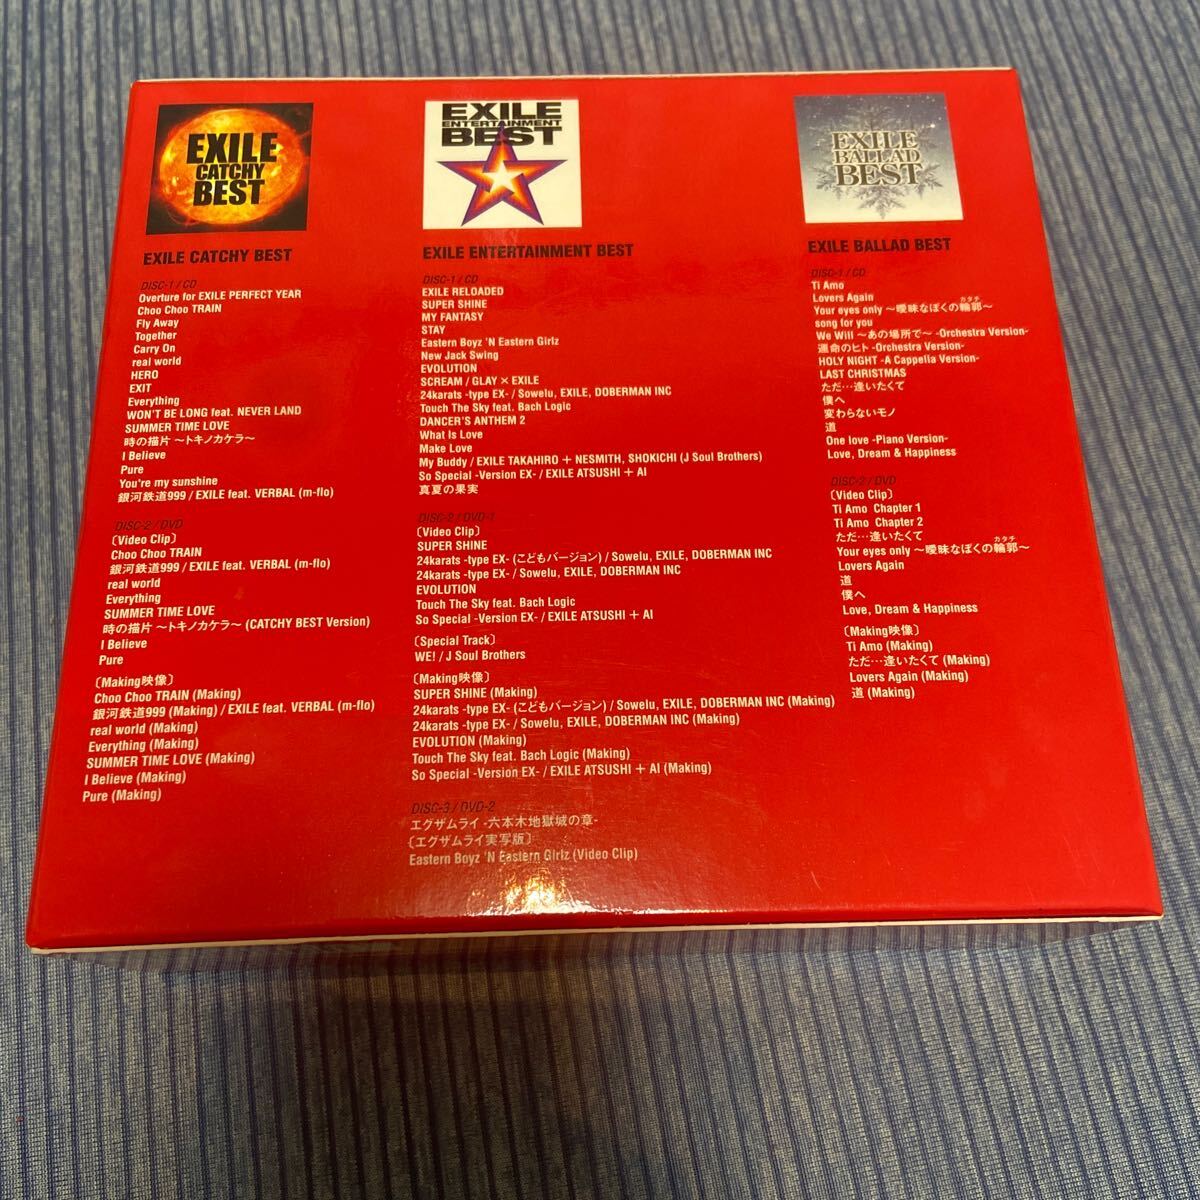 EXILE
CATCHY
BEST
EXILE CATCHY BEST
DISC-1 / CD
Overture for EXILE PERFECT YEAR
Choo Choo TRAIN
Fly Away
Together
Carry On
real world
HERO
EXIT
Everything
WON'T BE LONG feat. NEVER LAND
SUMMER TIME LOVE
時の描片 ～トキノカケラ～
I Believe
Pure
You're my sunshine
銀河鉄道999 / EXILE feat. VERBAL (m-flo)
DISC-2 / DVD
〔Video Clip〕
Choo Choo TRAIN
銀河鉄道999 / EXILE feat. VERBAL (m-flo)
real world
Everything
SUMMER TIME LOVE
時の描片 ～トキノカケラ～ (CATCHY BEST Version)
I Believe
Pure
〔Making映像〕
Choo Choo TRAIN (Making)
銀河鉄道999 (Making) / EXILE feat. VERBAL (m-flo)
real world (Making)
Everything (Making)
SUMMER TIME LOVE (Making)
I Believe (Making)
Pure (Making)
EXILE
ENTERTAINMENT
BEST
EXILE ENTERTAINMENT BEST
DISC-1 / CD
EXILE RELOADED
SUPER SHINE
MY FANTASY
STAY
Eastern Boyz 'N Eastern Girlz
New Jack Swing
EVOLUTION
SCREAM / GLAY × EXILE
24karats -type EX- / Sowelu, EXILE, DOBERMAN INC
Touch The Sky feat. Bach Logic
DANCER'S ANTHEM 2
What Is Love
Make Love
My Buddy / EXILE TAKAHIRO + NESMITH, SHOKICHI (J Soul Brothers)
So Special -Version EX- / EXILE ATSUSHI + AI
真夏の果実
DISC-2 / DVD-1
〔Video Clip〕
SUPER SHINE
24karats -type EX- (こどもバージョン) / Sowelu, EXILE, DOBERMAN INC
24karats -type EX- / Sowelu, EXILE, DOBERMAN INC
EVOLUTION
Touch The Sky feat. Bach Logic
So Special -Version EX- / EXILE ATSUSHI + AI
〔Special Track〕
WE! / J Soul Brothers
〔Making映像〕
SUPER SHINE (Making)
24karats -type EX- (こどもバージョン) / Sowelu, EXILE, DOBERMAN INC (Making)
24karats -type EX- / Sowelu, EXILE, DOBERMAN INC (Making)
EVOLUTION (Making)
Touch The Sky feat. Bach Logic (Making)
So Special -Version EX- / EXILE ATSUSHI + AI (Making)
DISC-3 / DVD-2
エグザムライ -六本木地獄城の章-
〔エグザムライ実写版〕
Eastern Boyz 'N Eastern Girlz (Video Clip)
EXILE
BALLAD
BEST
EXILE BALLAD BEST
DISC-1 / CD
Ti Amo
Lovers Again
カタチ
Your eyes only ～曖昧なぼくの輪郭～
song for you
We Will ～あの場所で～ -Orchestra Version-
運命のヒト -Orchestra Version-
HOLY NIGHT -A Cappella Version-
LAST CHRISTMAS
ただ…逢いたくて
僕へ
変わらないモノ
道
One love -Piano Version-
Love, Dream & Happiness
DISC-2 / DVD
〔Video Clip〕
Ti Amo Chapter 1
Ti Amo Chapter 2
ただ…逢いたくて
カタチ
Your eyes only ～曖昧なぼくの輪郭～
Lovers Again
道
僕へ
Love, Dream & Happiness
〔Making映像〕
Ti Amo (Making)
ただ…逢いたくて (Making)
Lovers Again (Making)
道 (Making)